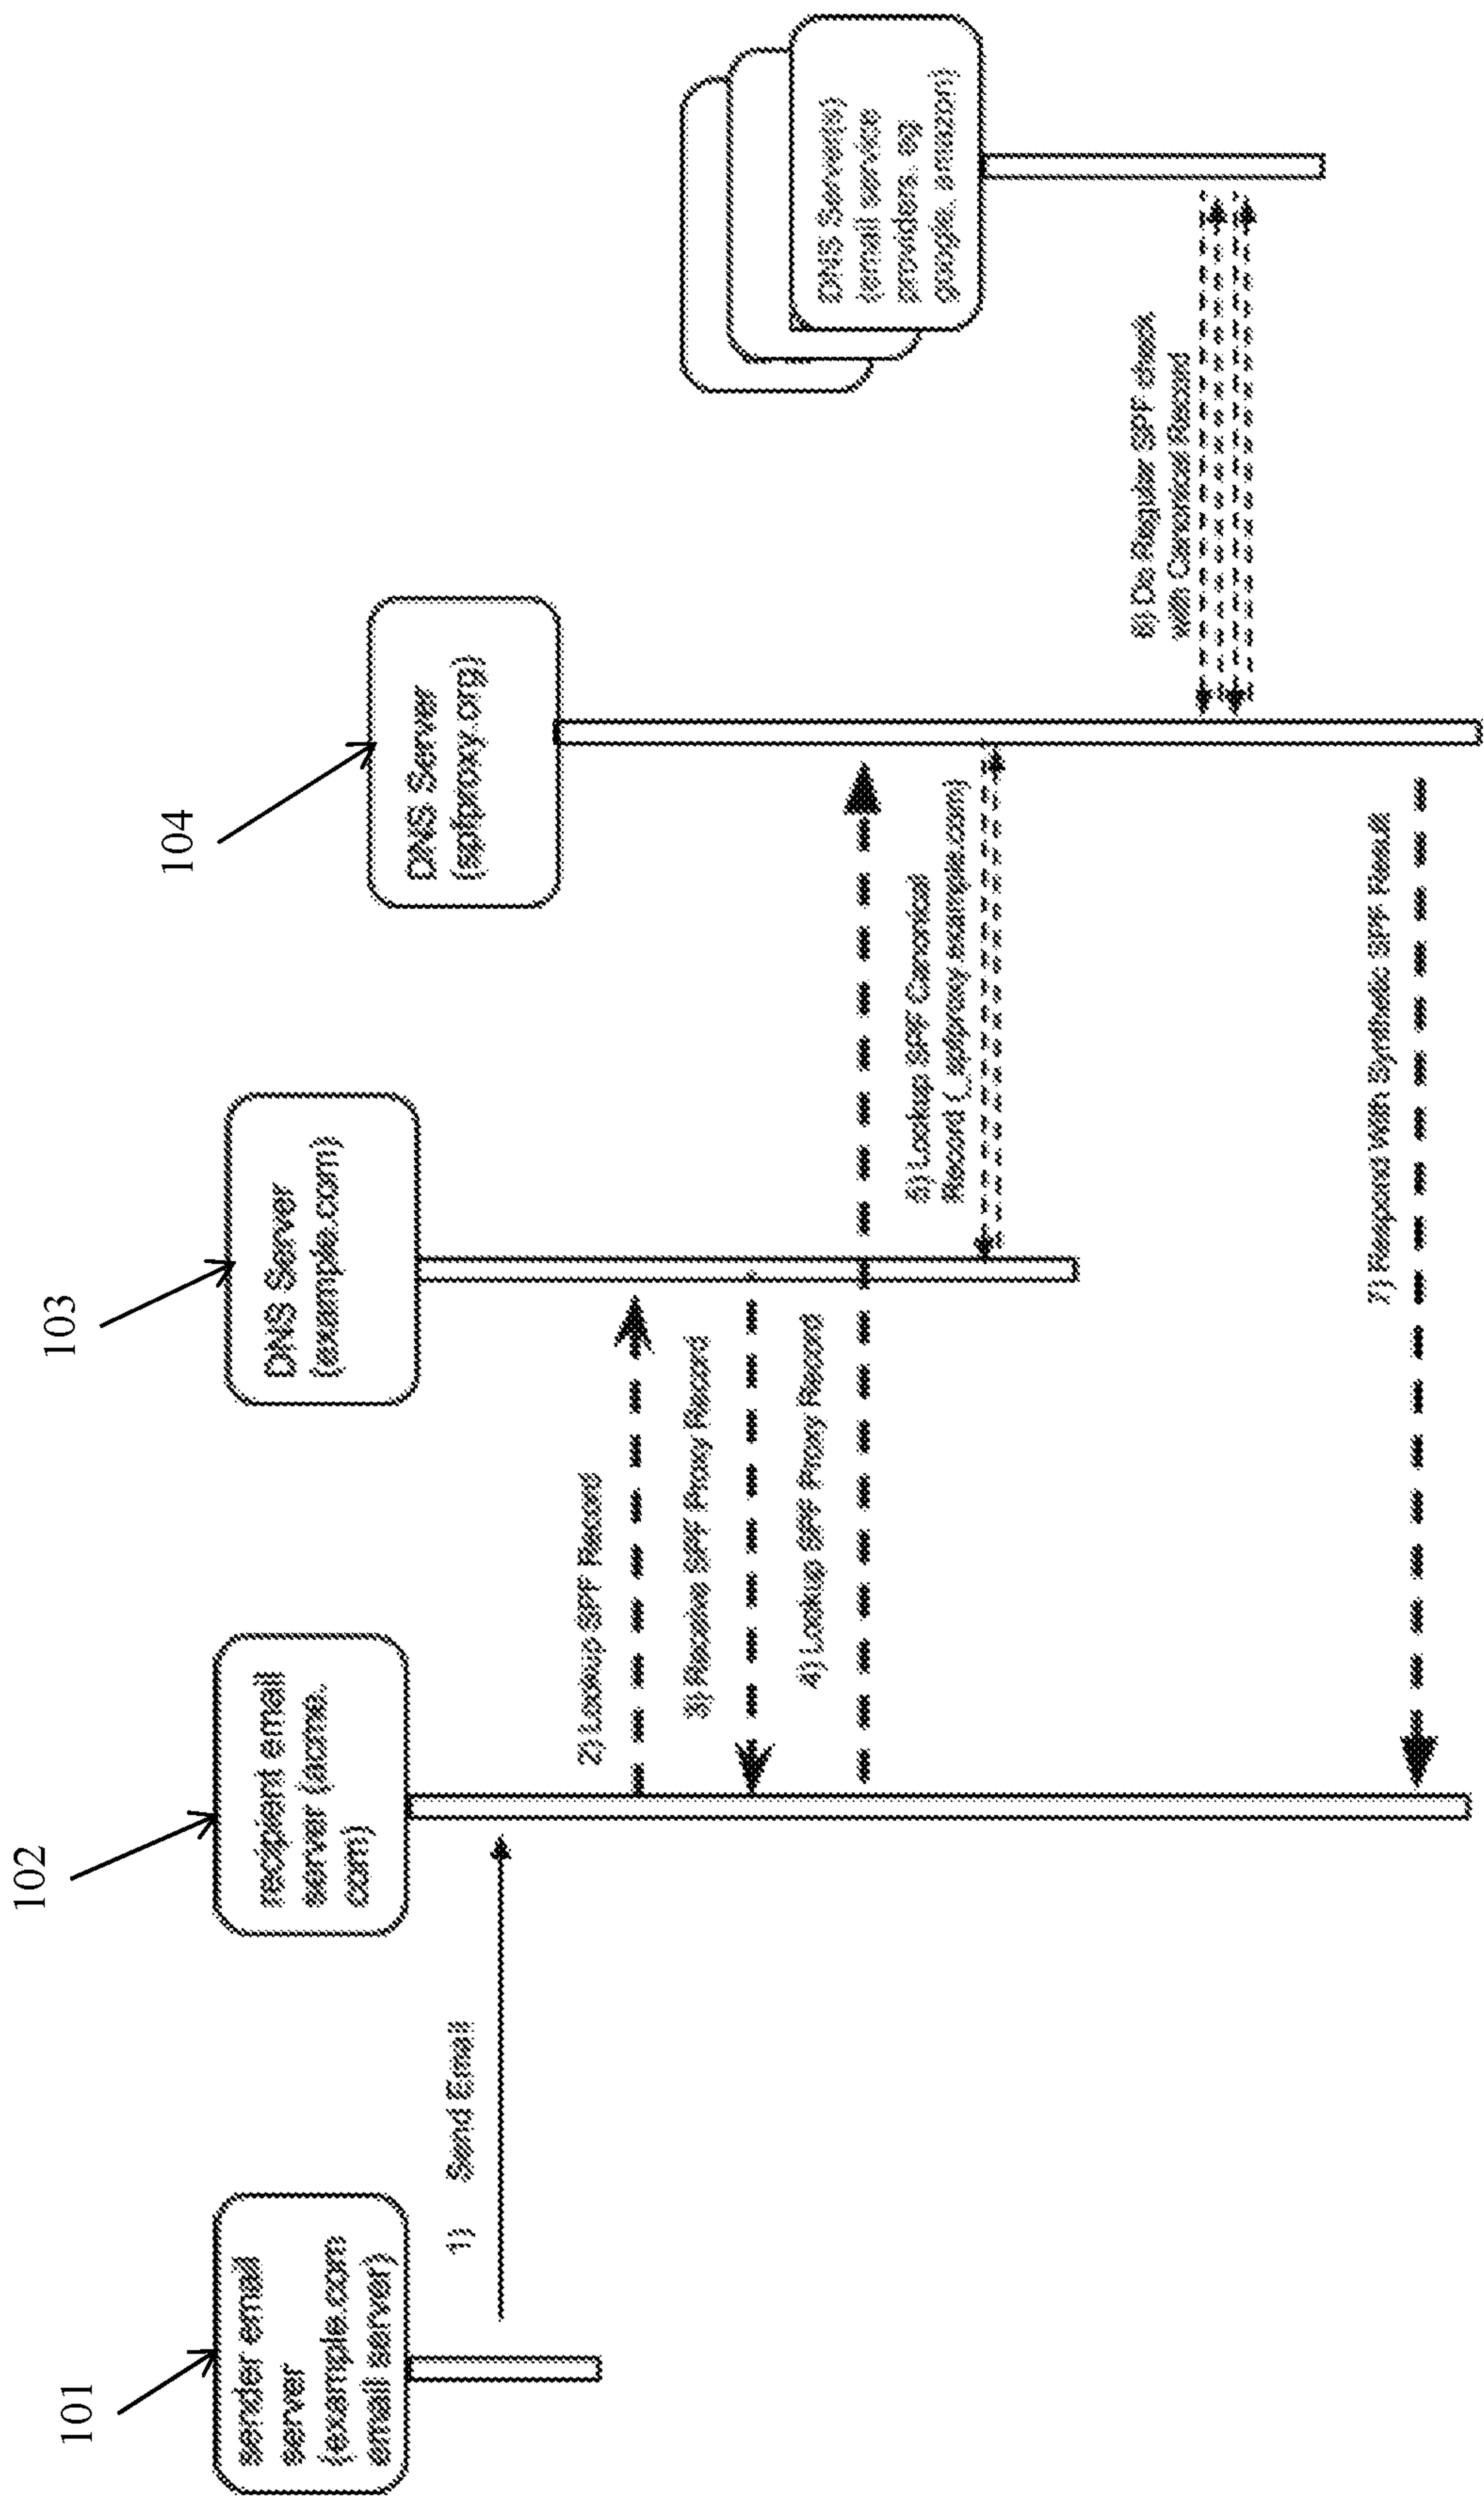 101
sender email
server
(example.com
email server)
102
recipient email
server (acme.
com)
103
DNS Server
(example.com)
104
DNS Server
(spfproxy.org)
DNS Server(s)
(email service
providers, eg
google, amazon)
1) Send Email
2) Lookup SPF Record
3) Receive SPF Proxy Record
4) Lookup SPF Proxy Record
5) Lookup SPF Canonical
Record (_spfproxy.example.com)
6) Do Regular SPF check
with Canonical Record
7) Respond With Synthetic SPF Result